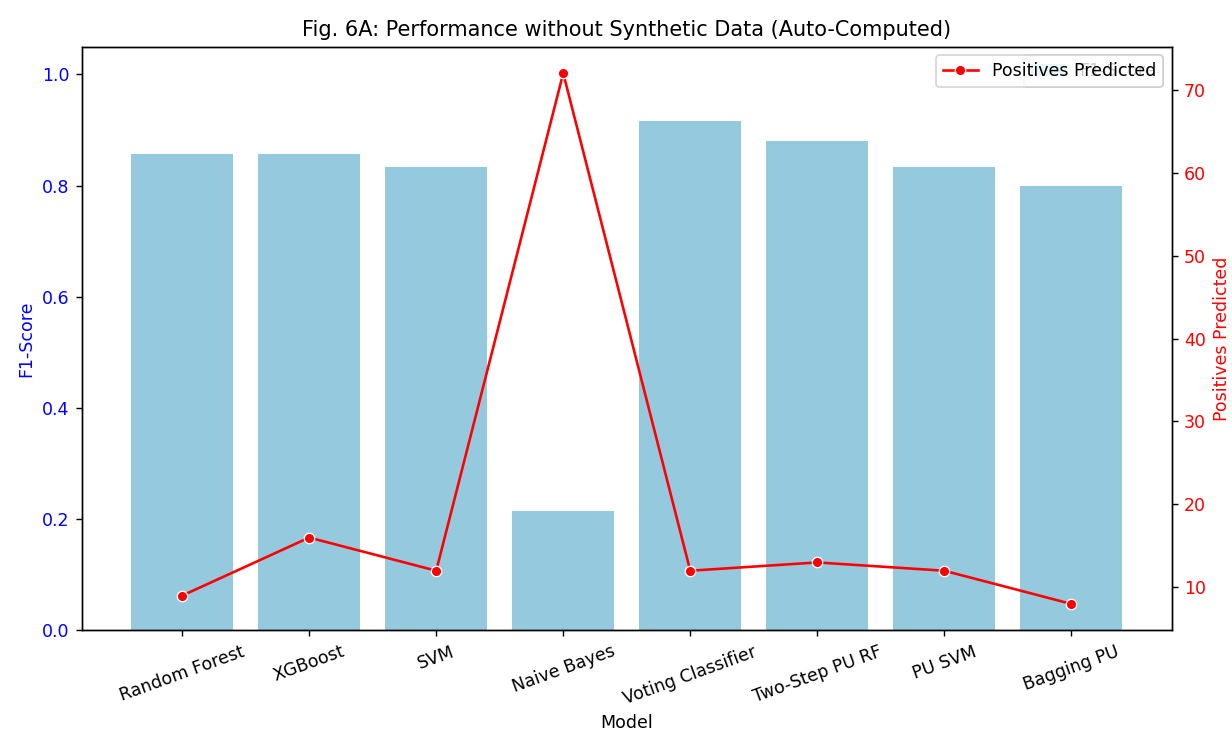 Fig. 6A: Performance without Synthetic Data (Auto-Computed)
Positives Predicted
1.0
0.8
0.6
0.4
0.2
0.0
F1-Score
70
60
50
40
30
20
10
Positives Predicted
Random Forest
XGBoost
SVM
Naive Bayes
Voting Classifier
Two-Step PU RF
PU SVM
Bagging PU
Model